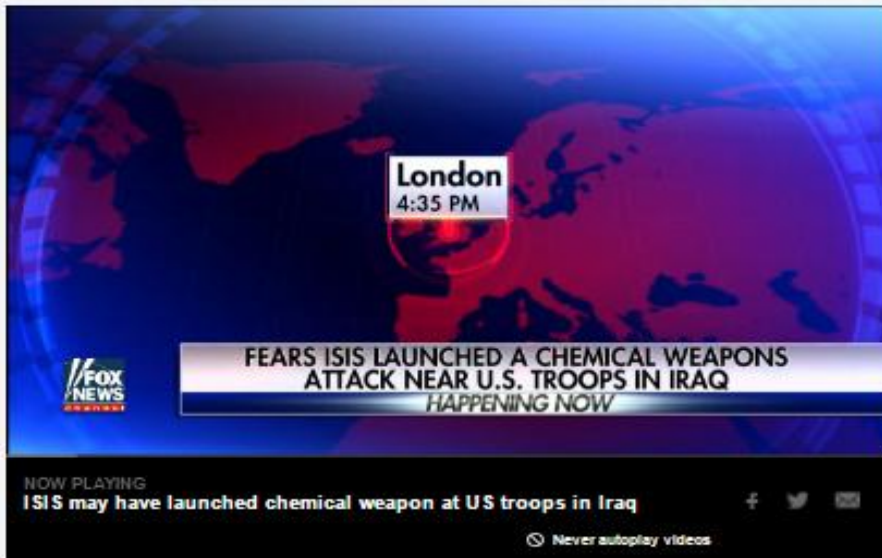 London
4:35 PM
FEARS ISIS LAUNCHED A CHEMICAL WEAPONS
ATTACK NEAR U.S. TROOPS IN IRAQ
HAPPENING NOW
FOX
NEWS
channel
NOW PLAYING
ISIS may have launched chemical weapon at US troops in Iraq
Never autoplay videos